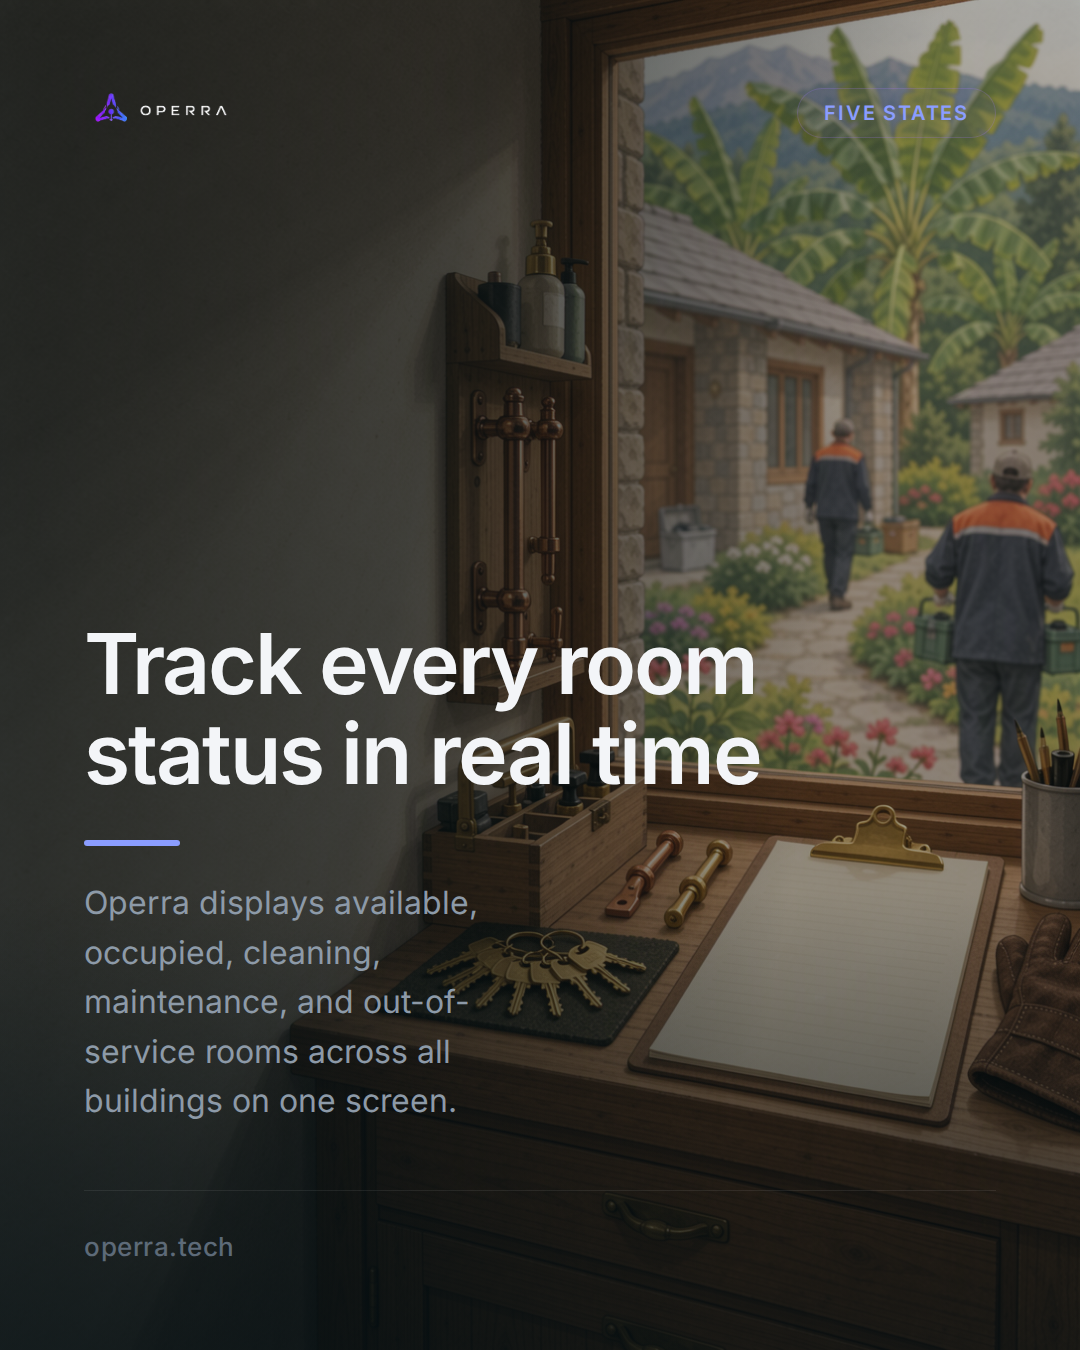 OPERRA
FIVE STATES
Track every room
status in real time
Operra displays available,
occupied, cleaning,
maintenance, and out-of-
service rooms across all
buildings on one screen.
operra.tech